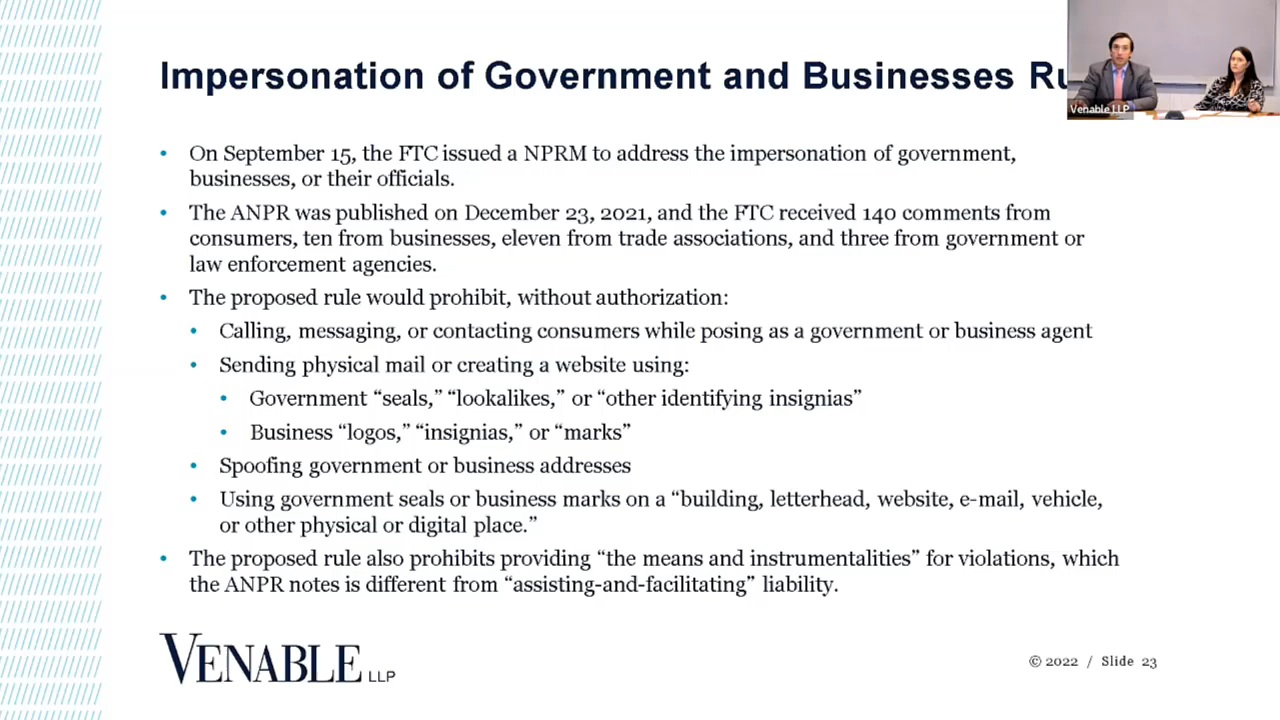 Impersonation of Government and Businesses Ru
Venable LLP
• On September 15, the FTC issued a NPRM to address the impersonation of government,
businesses, or their officials.
• The ANPR was published on December 23, 2021, and the FTC received 140 comments from
consumers, ten from businesses, eleven from trade associations, and three from government or
law enforcement agencies.
• The proposed rule would prohibit, without authorization:
• Calling, messaging, or contacting consumers while posing as a government or business agent
• Sending physical mail or creating a website using:
• Government “seals,” “lookalikes,” or “other identifying insignias”
• Business “logos,” “insignias,” or “marks”
• Spoofing government or business addresses
• Using government seals or business marks on a “building, letterhead, website, e-mail, vehicle,
or other physical or digital place.”
• The proposed rule also prohibits providing “the means and instrumentalities” for violations, which
the ANPR notes is different from “assisting-and-facilitating” liability.
VENABLE LLP
© 2022 / Slide 23